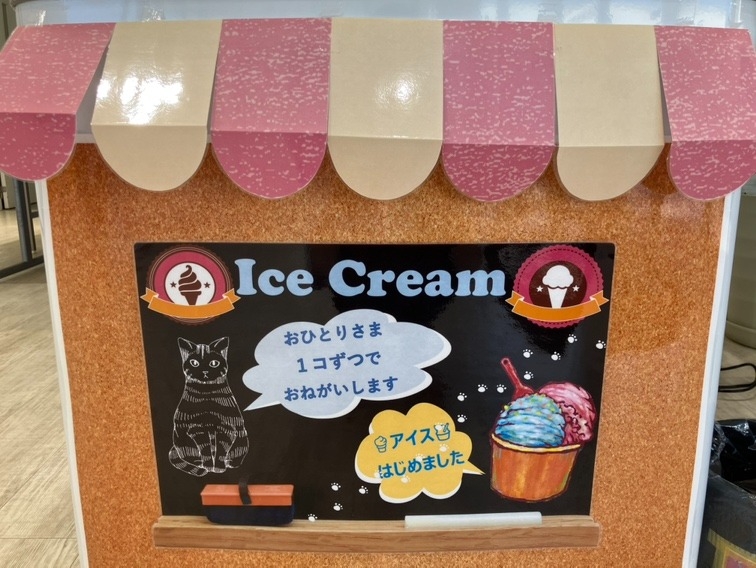 Ice Cream
おひとりさま
１コずつで
おねがいします
アイス
はじめました